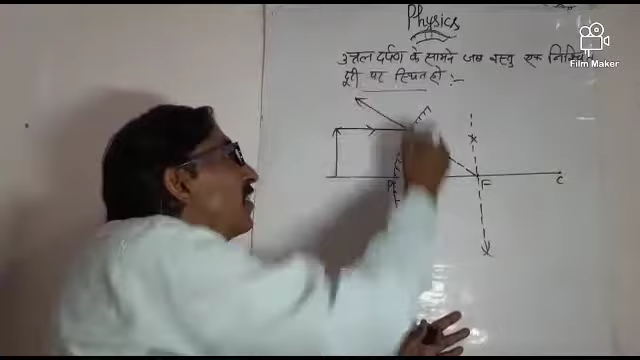 Physics
उत्तल दर्पण के सामने जब वस्तु एक निश्चित
दूरी पर स्थित हो :-
Film Maker
P F C